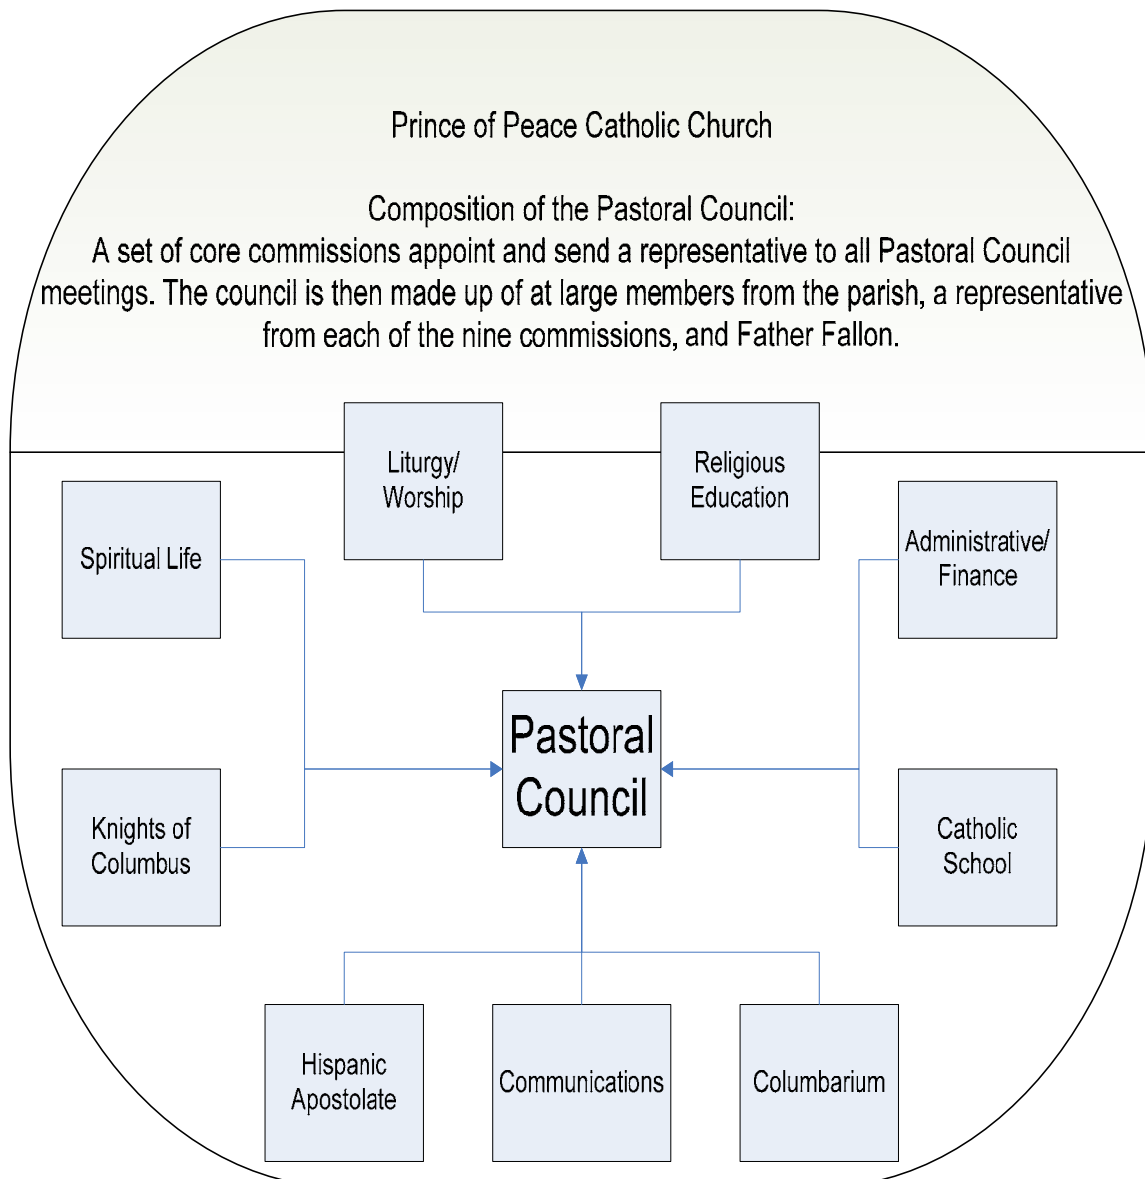 Prince of Peace Catholic Church
Composition of the Pastoral Council:
A set of core commissions appoint and send a representative to all Pastoral Council
meetings. The council is then made up of at large members from the parish, a representative
from each of the nine commissions, and Father Fallon.
Liturgy/
Worship
Religious
Education
Spiritual Life
Administrative/
Finance
Pastoral
Council
Knights of
Columbus
Catholic
School
Hispanic
Apostolate
Communications
Columbarium